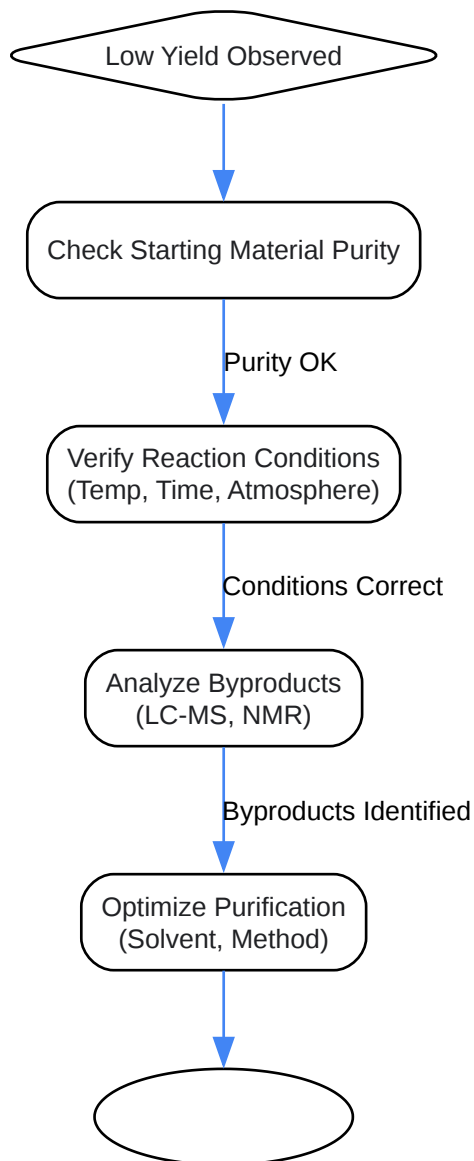 Low Yield Observed
Check Starting Material Purity
Purity OK
Verify Reaction Conditions
(Temp, Time, Atmosphere)
Conditions Correct
Analyze Byproducts
(LC-MS, NMR)
Byproducts Identified
Optimize Purification
(Solvent, Method)